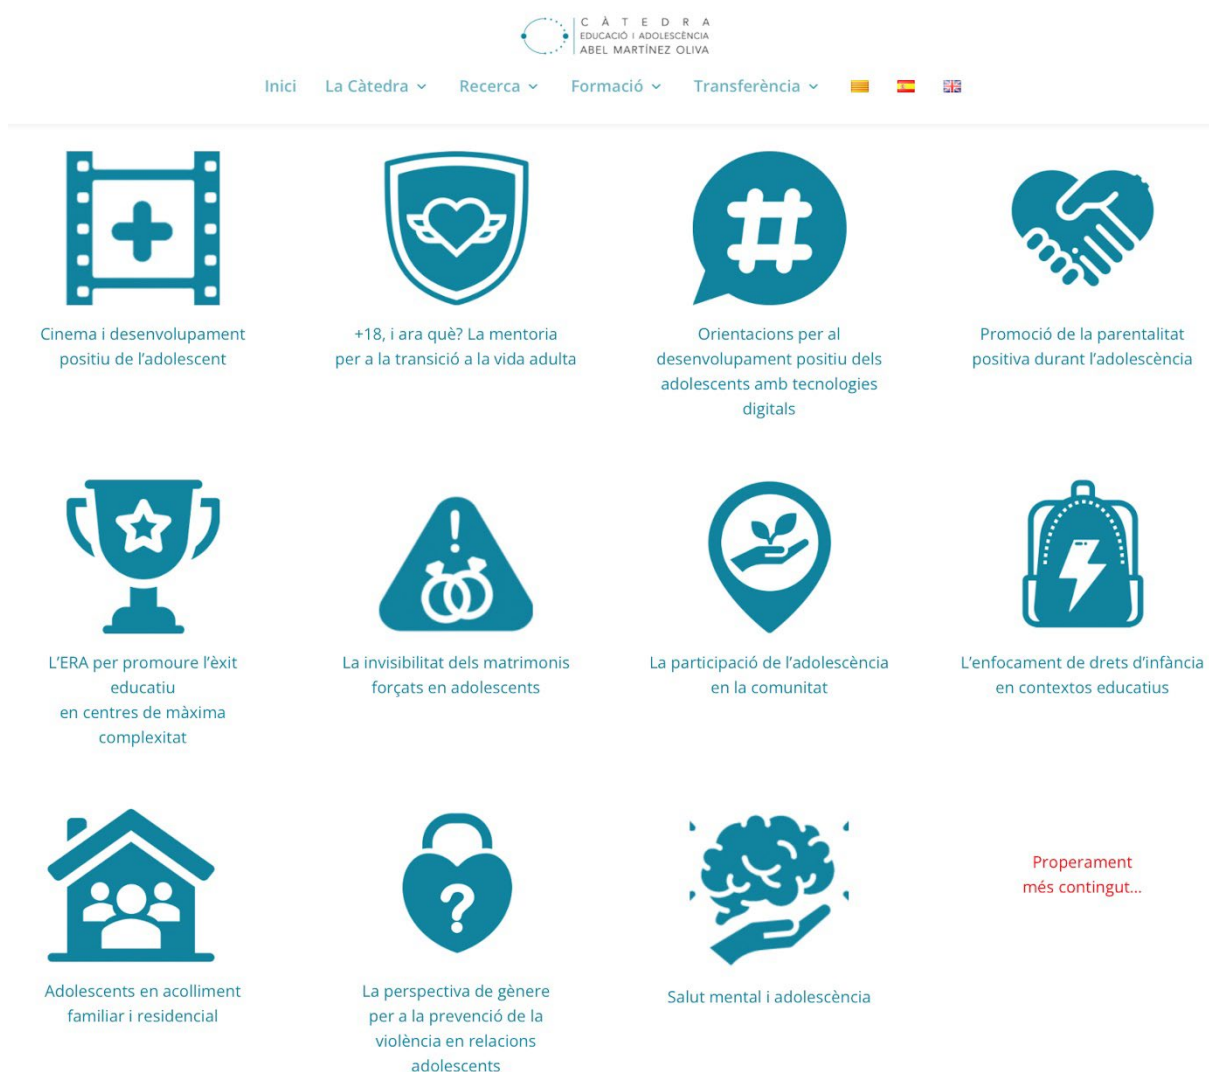 C À T E D R A
EDUCACIÓ I ADOLESCÈNCIA
ABEL MARTÍNEZ OLIVA
Inici La Càtedra Recerca Formació Transferència
Cinema i desenvolupament
positiu de l’adolescent
+18, i ara què? La mentoria
per a la transició a la vida adulta
Orientacions per al
desenvolupament positiu dels
adolescents amb tecnologies
digitals
Promoció de la parentalitat
positiva durant l’adolescència
L’ERA per promoure l’èxit
educatiu
en centres de màxima
complexitat
La invisibilitat dels matrimonis
forçats en adolescents
La participació de l’adolescència
en la comunitat
L’enfocament de drets d’infància
en contextos educatius
Adolescents en acolliment
familiar i residencial
La perspectiva de gènere
per a la prevenció de la
violència en relacions
adolescents
Salut mental i adolescència
Properament
més contingut...